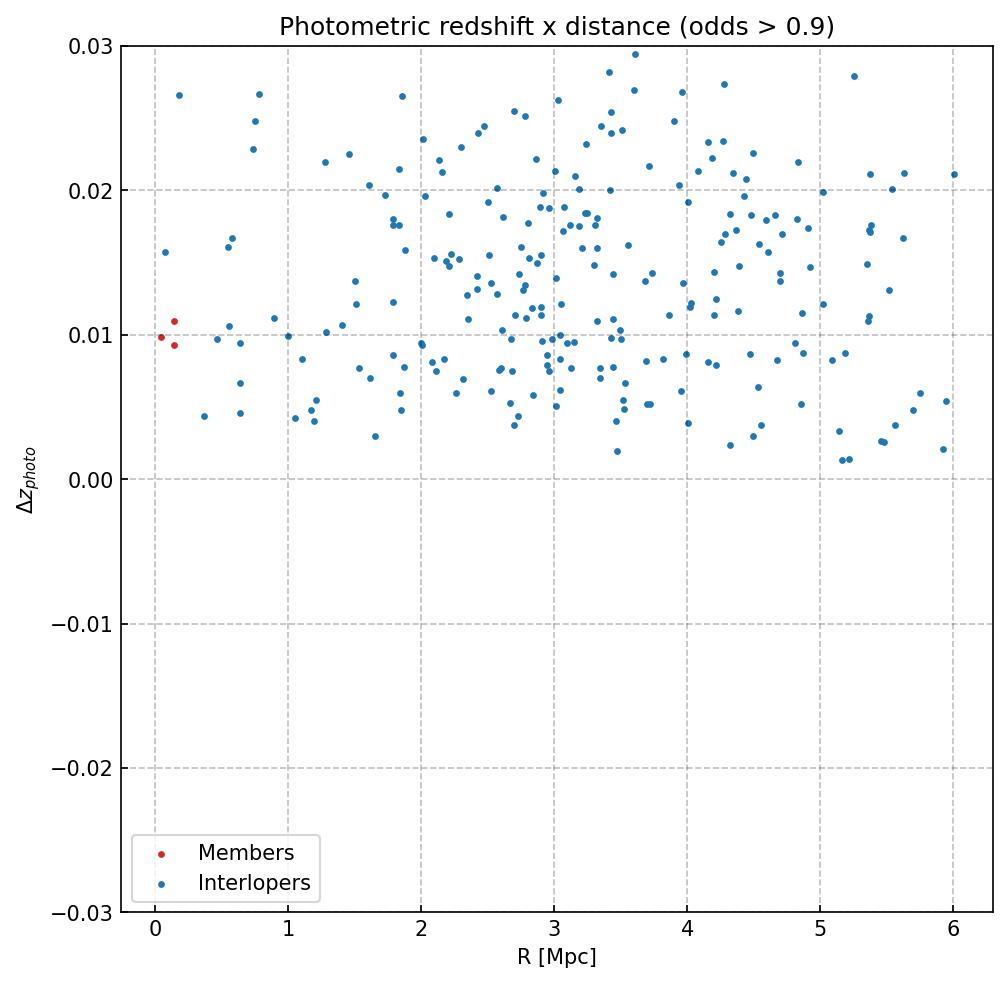 Photometric redshift x distance (odds > 0.9)
0.03
0.02
0.01
0.00
−0.01
−0.02
−0.03
Δz_photo
Members
Interlopers
0 1 2 3 4 5 6
R [Mpc]